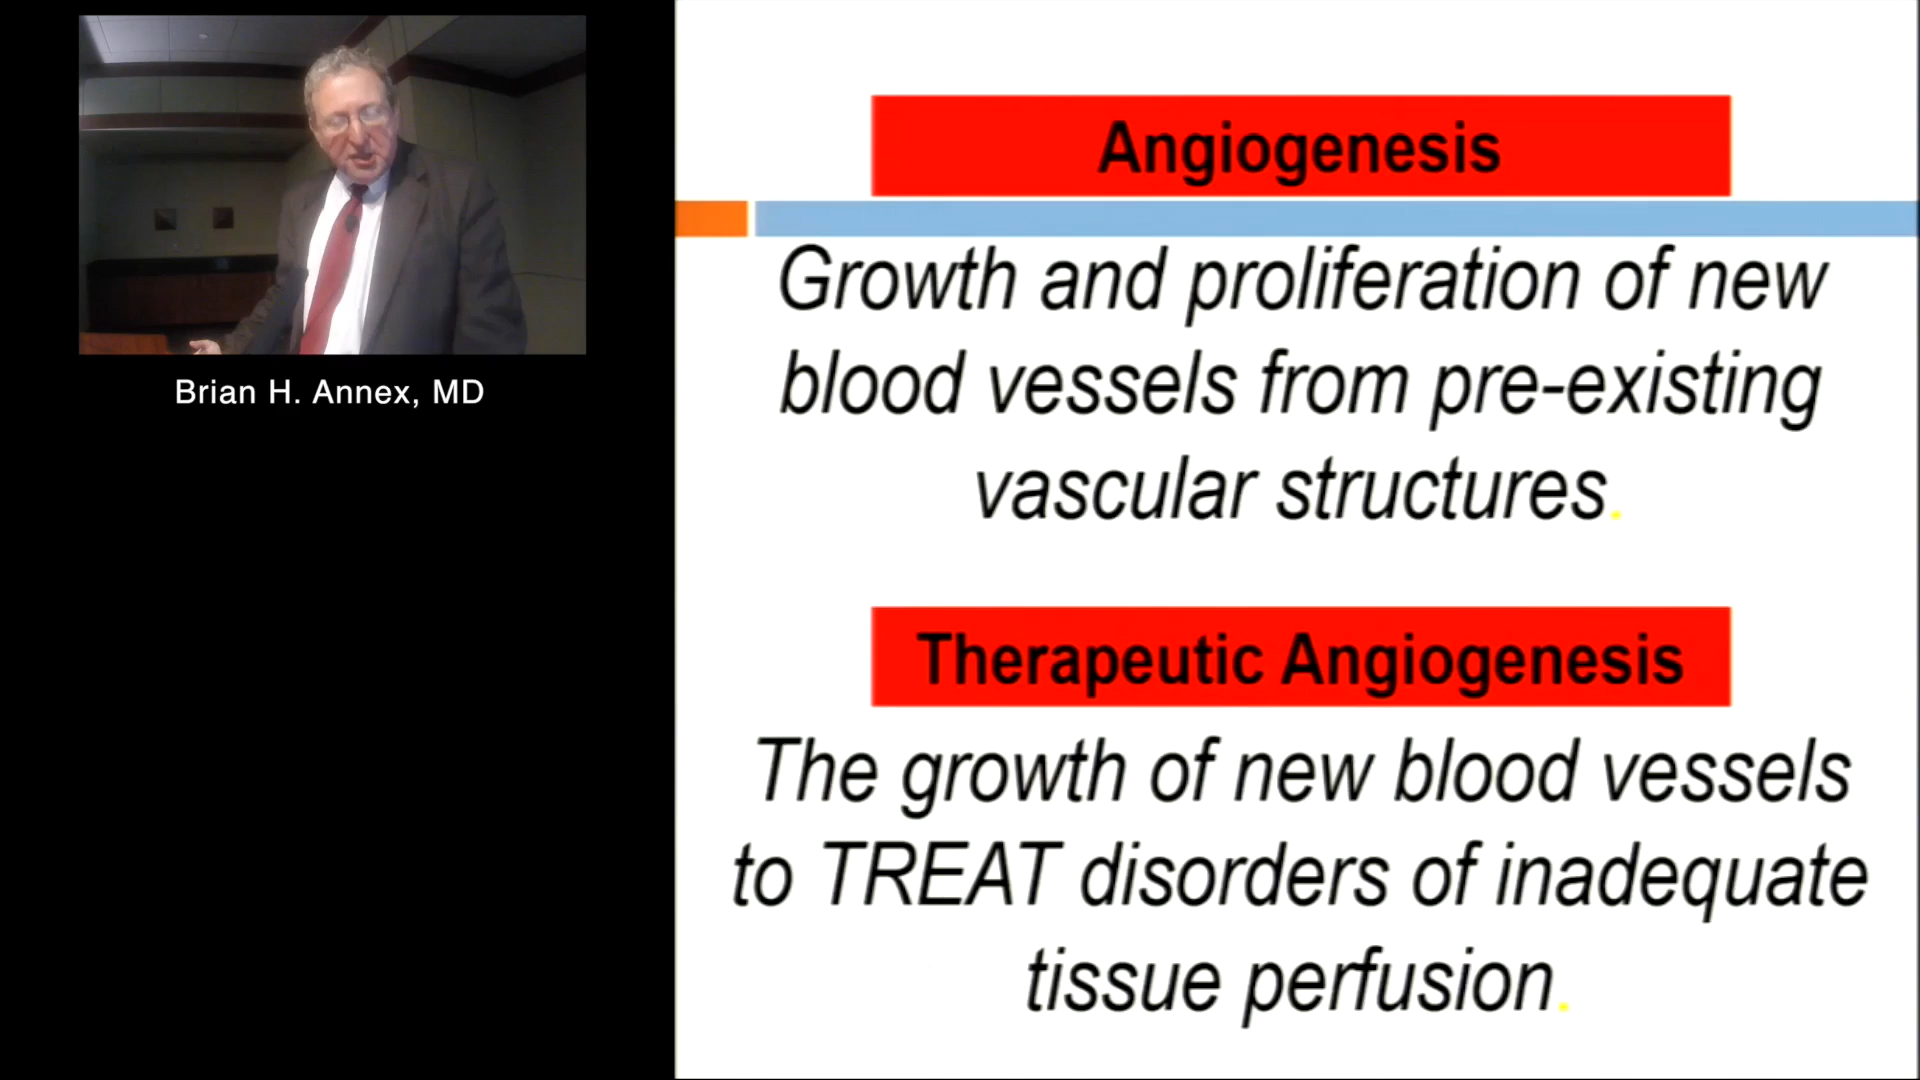 Brian H. Annex, MD
Angiogenesis
Growth and proliferation of new
blood vessels from pre-existing
vascular structures.
Therapeutic Angiogenesis
The growth of new blood vessels
to TREAT disorders of inadequate
tissue perfusion.